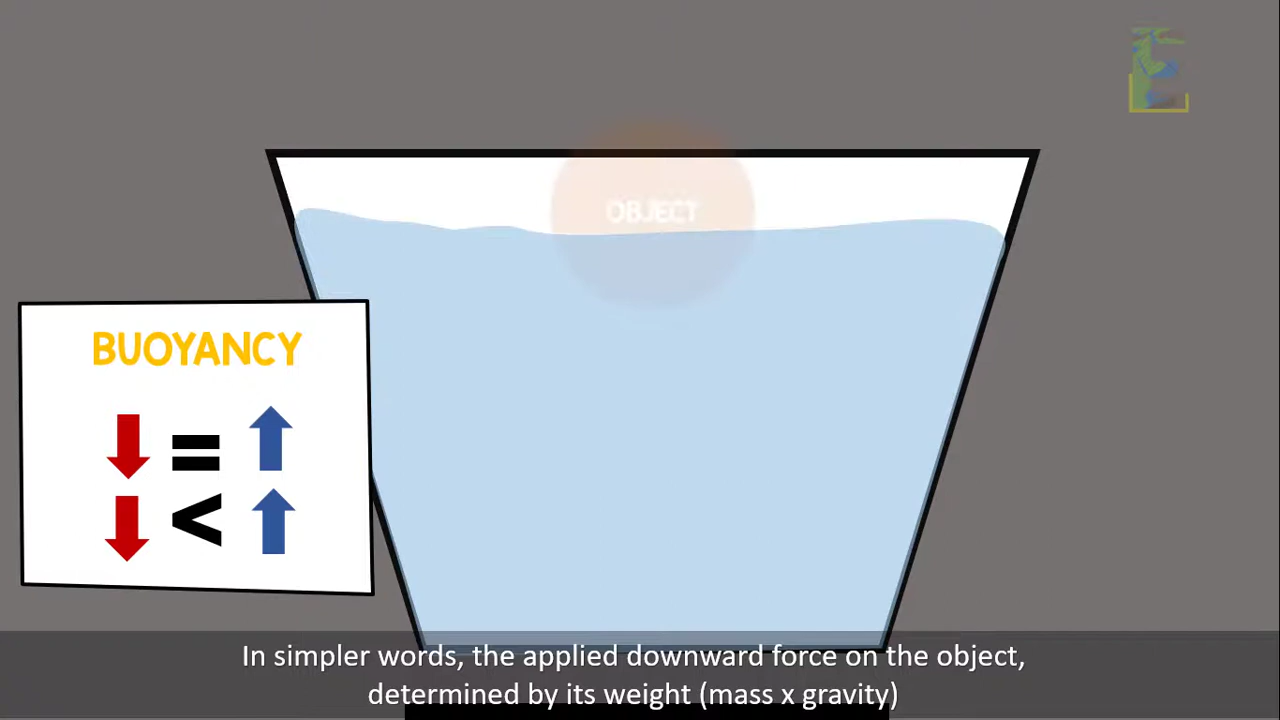 OBJECT
BUOYANCY
=
<
In simpler words, the applied downward force on the object,
determined by its weight (mass x gravity)